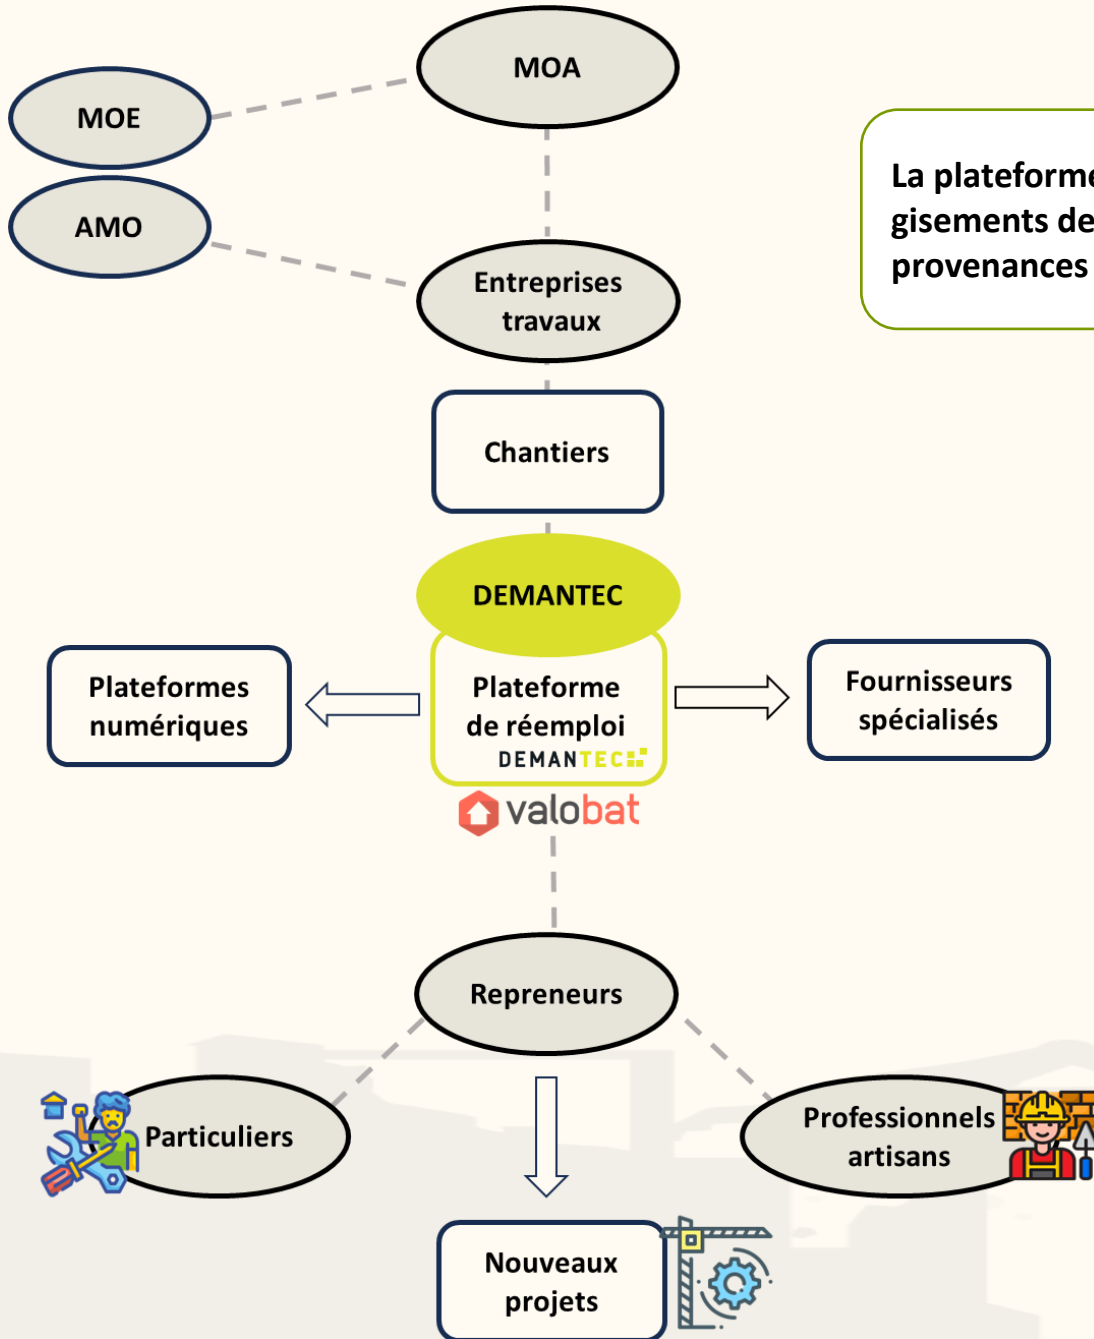 MOA
MOE
AMO
La plateforme
gisements de
provenances
Entreprises
travaux
Chantiers
DEMANTEC
Plateformes
numériques
Plateforme
de réemploi
DEMANTEC
Fournisseurs
spécialisés
valobat
Repreneurs
Particuliers
Professionnels
artisans
Nouveaux
projets